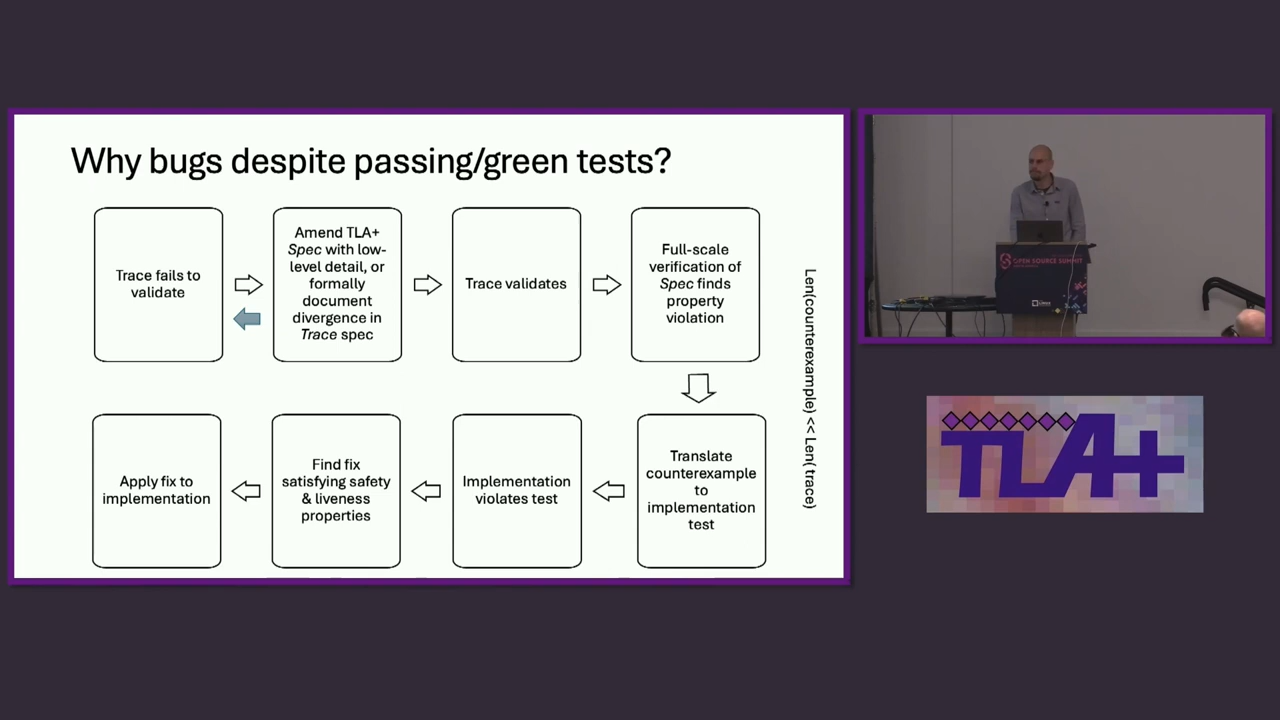 Why bugs despite passing/green tests?
Trace fails to
validate
Amend TLA+
Spec with low-
level detail, or
formally
document
divergence in
Trace spec
Trace validates
Full-scale
verification of
Spec finds
property
violation
Len(counterexample) << Len( trace)
Apply fix to
implementation
Find fix
satisfying safety
& liveness
properties
Implementation
violates test
Translate
counterexample
to
implementation
test
OPEN SOURCE SUMMIT
TLA+